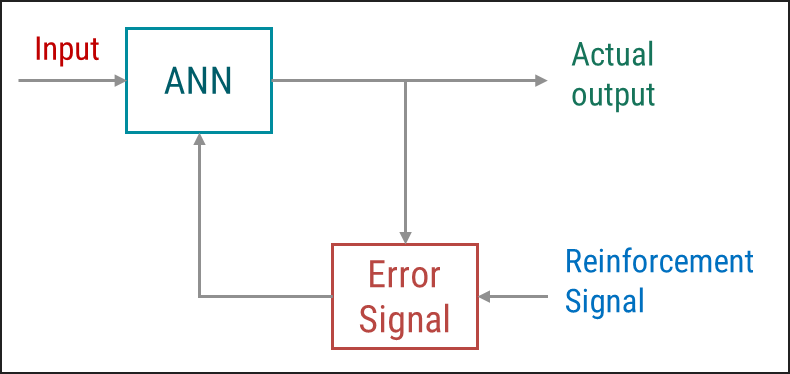 Input
ANN
Actual
output
Error
Signal
Reinforcement
Signal